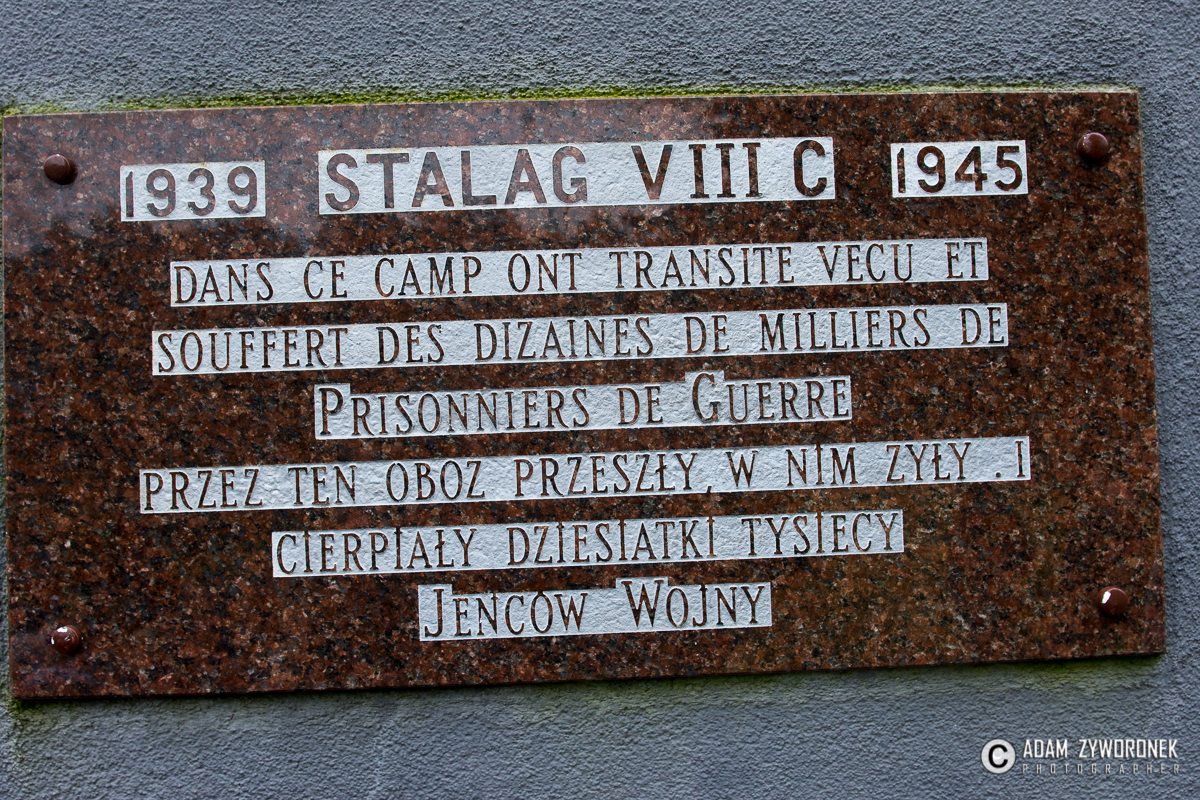 1939 STALAG VIII C 1945
DANS CE CAMP ONT TRANSITE VECU ET
SOUFFERT DES DIZAINES DE MILLIERS DE
PRISONNIERS DE GUERRE
PRZEZ TEN OBOZ PRZESZŁY, W NIM ZYŁY . I
CIERPIAŁY DZIESIATKI TYSIECY
JENCÓW WOJNY
© ADAM ZYWORONEK
PHOTOGRAPHER